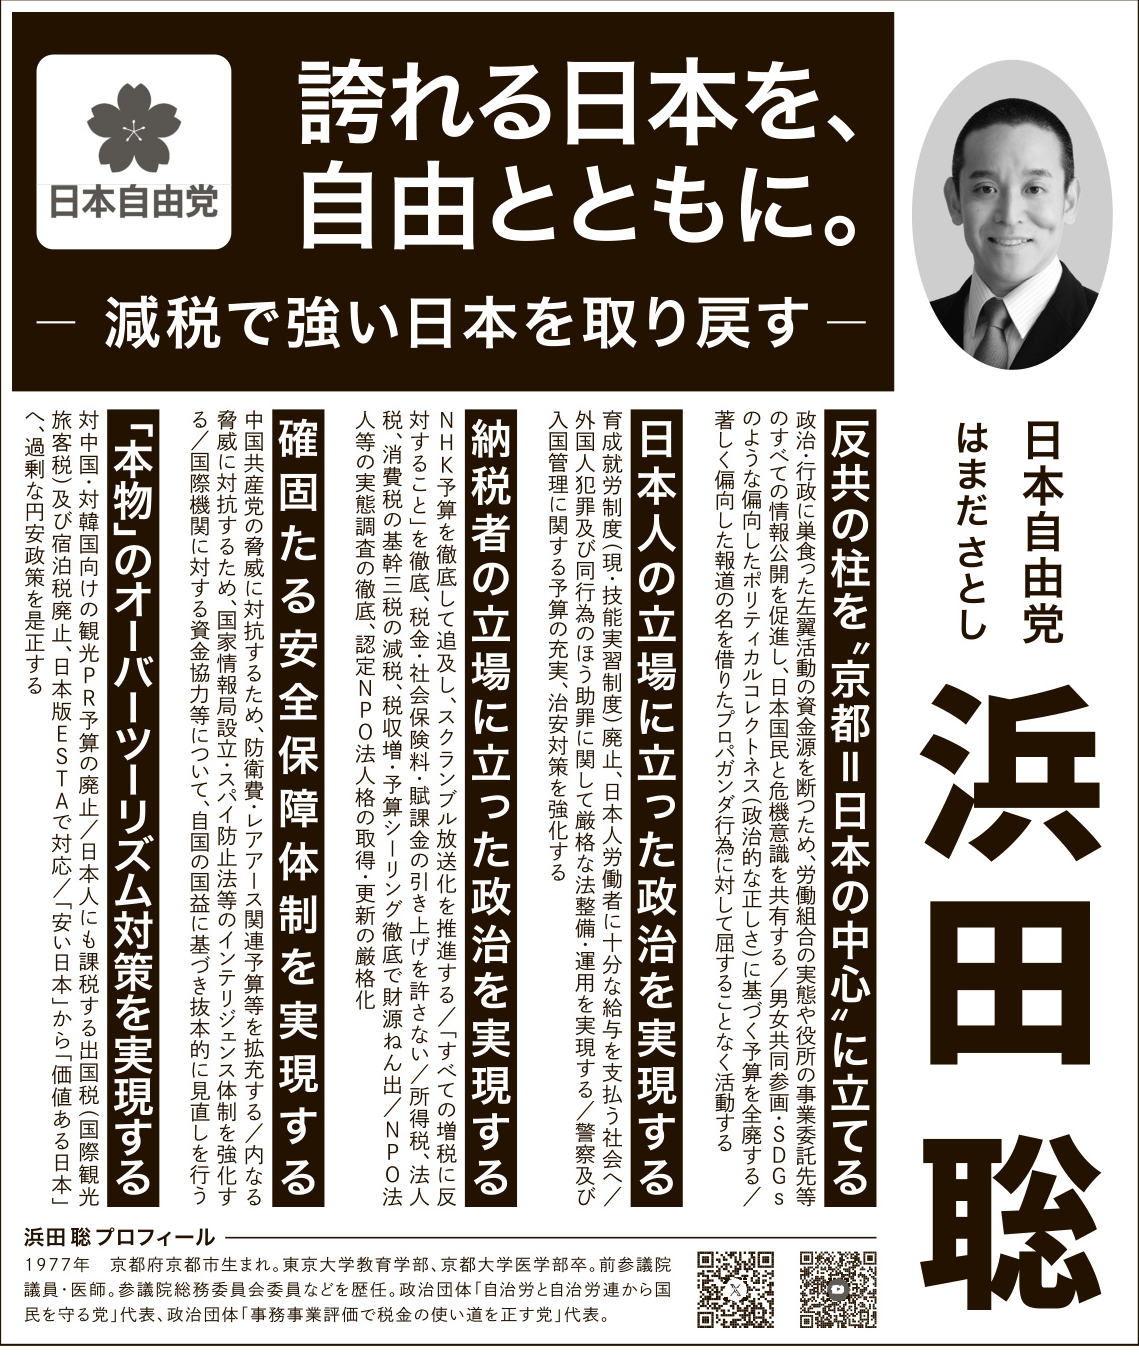 日本自由党
誇れる日本を、
自由とともに。
― 減税で強い日本を取り戻す ―
日本自由党
はまだ さとし
浜田 聡
反共の柱を〝京都=日本の中心〟に立てる
政治・行政に巣食った左翼活動の資金源を断つため、労働組合の実態や役所の事業委託先等
のすべての情報公開を促進し、日本国民と危機意識を共有する/男女共同参画・SDGs
のような偏向したポリティカルコレクトネス(政治的な正しさ)に基づく予算を全廃する/
著しく偏向した報道の名を借りたプロパガンダ行為に対して屈することなく活動する
日本人の立場に立った政治を実現する
育成就労制度(現・技能実習制度)廃止、日本人労働者に十分な給与を支払う社会へ/
外国人犯罪及び同行為のほう助罪に関して厳格な法整備・運用を実現する/警察及び
入国管理に関する予算の充実、治安対策を強化する
納税者の立場に立った政治を実現する
NHK予算を徹底して追及し、スクランブル放送化を推進する/「すべての増税に反
対すること」を徹底、税金・社会保険料・賦課金の引き上げを許さない/所得税、法人
税、消費税の基幹三税の減税、税収増・予算シーリング徹底で財源ねん出/NPO法
人等の実態調査の徹底、認定NPO法人格の取得・更新の厳格化
確固たる安全保障体制を実現する
中国共産党の脅威に対抗するため、防衛費・レアアース関連予算等を拡充する/内なる
脅威に対抗するため、国家情報局設立・スパイ防止法等のインテリジェンス体制を強化す
る/国際機関に対する資金協力等について、自国の国益に基づき抜本的に見直しを行う
「本物」のオーバーツーリズム対策を実現する
対中国・対韓国向けの観光PR予算の廃止/日本人にも課税する出国税(国際観光
旅客税)及び宿泊税廃止、日本版ESTAで対応/「安い日本」から「価値ある日本」
へ、過剰な円安政策を是正する
浜田 聡 プロフィール
1977年 京都府京都市生まれ。東京大学教育学部、京都大学医学部卒。前参議院
議員・医師。参議院総務委員会委員などを歴任。政治団体「自治労と自治労連から国
民を守る党」代表、政治団体「事務事業評価で税金の使い道を正す党」代表。